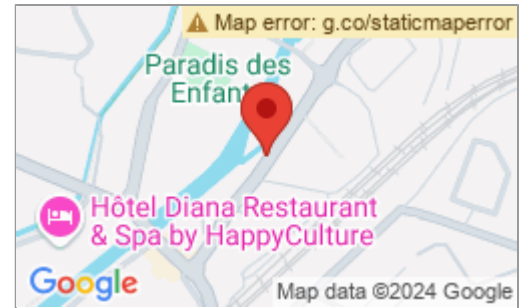 Map error: g.co/staticmaperror
Paradis des
Enfant
Hôtel Diana Restaurant
& Spa by HappyCulture
Google
Map data ©2024 Google